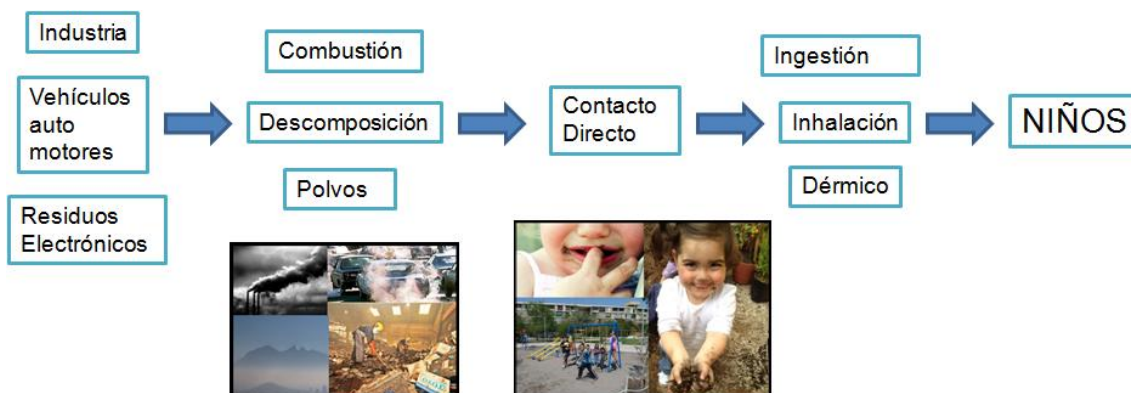 Industria
Vehículos
auto
motores
Residuos
Electrónicos
Combustión
Descomposición
Polvos
Contacto
Directo
Ingestión
Inhalación
Dérmico
NIÑOS